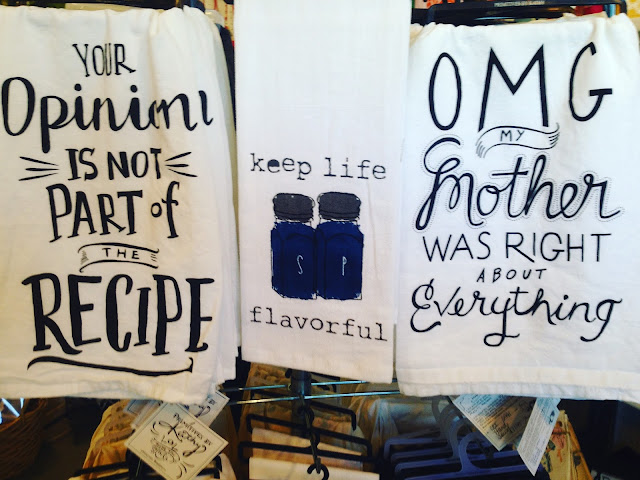 YOUR
Opinion
IS NOT
PART of
THE
RECIPE
keep life
S P
flavorful
OMG
MY
Mother
WAS RIGHT
ABOUT
Everything